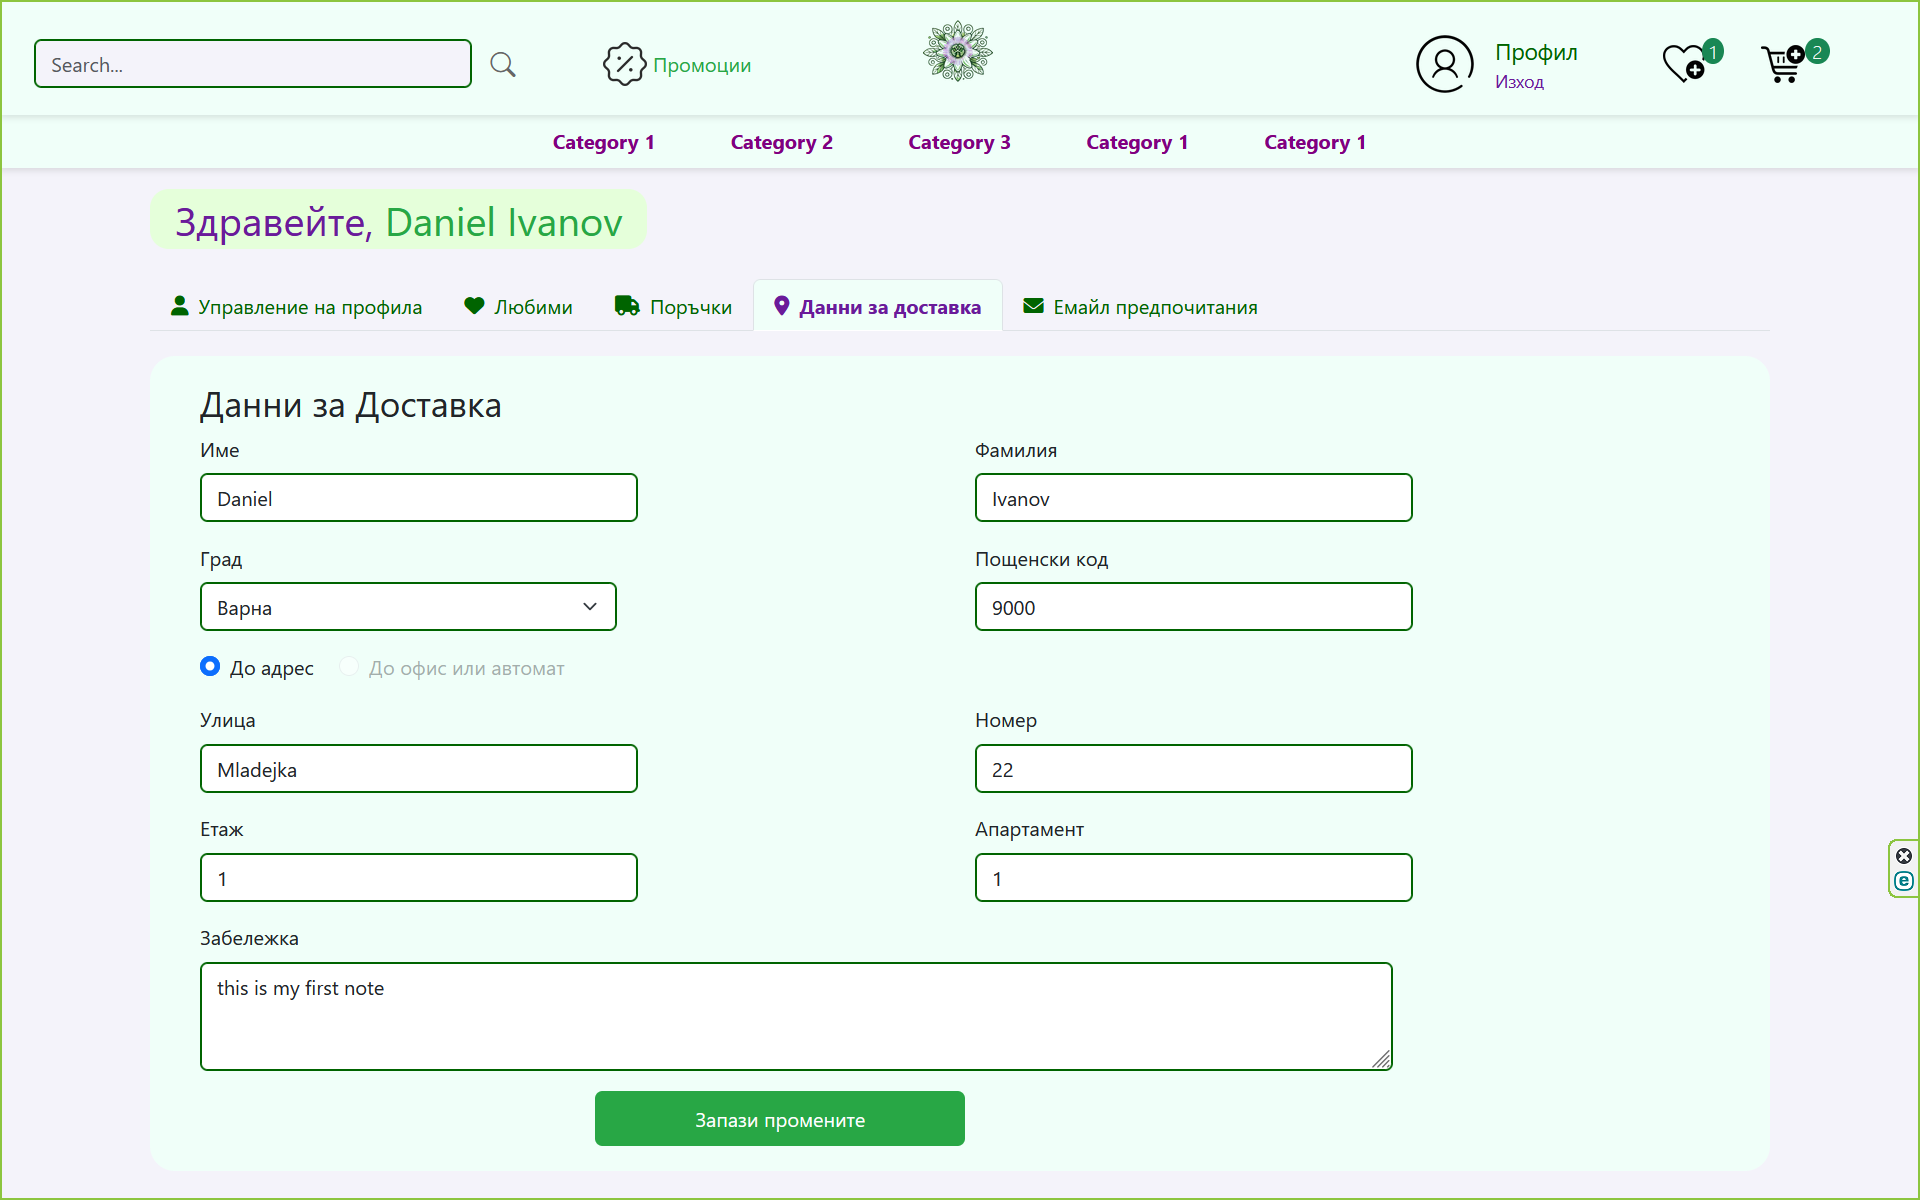 Search...
Промоции
Профил
Изход
1
2
Category 1
Category 2
Category 3
Category 1
Category 1
Здравейте, Daniel Ivanov
Управление на профила
Любими
Поръчки
Данни за доставка
Емайл предпочитания
Данни за Доставка
Име
Фамилия
Daniel
Ivanov
Град
Пощенски код
Варна
9000
До адрес
До офис или автомат
Улица
Номер
Mladejka
22
Етаж
Апартамент
1
1
Забележка
this is my first note
Запази промените